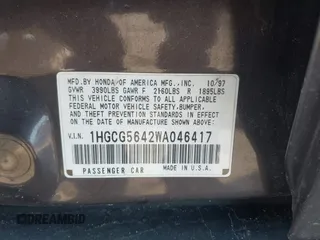 MFD.BY HONDA OF AMERICA MFG.,INC. 10/97
GVWR 3990LBS GAWR F 2160LBS R 1895LBS
THIS VEHICLE CONFORMS TO ALL APPLICABLE
FEDERAL MOTOR VEHICLE SAFETY,BUMPER,
AND THEFT PREVENTION STANDARDS IN EFFECT
ON THE DATE OF MANUFACTURE SHOWN ABOVE.
V.I.N. 1HGCG5642WA046417
PASSENGER CAR MADE IN U.S.A.
DREAMBID